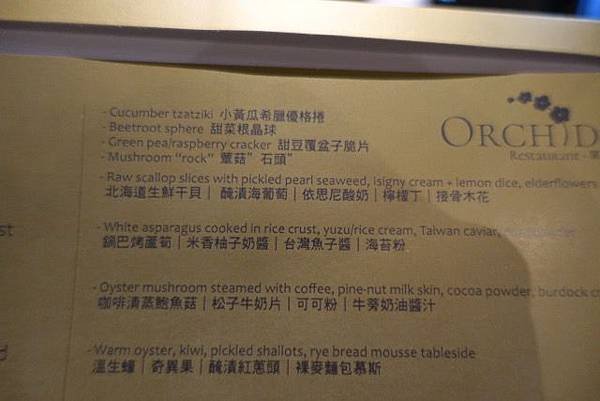 - Cucumber tzatziki 小黃瓜希臘優格捲
- Beetroot sphere 甜菜根晶球
- Green pea/raspberry cracker 甜豆覆盆子脆片
- Mushroom “rock” 蕈菇”石頭”
ORCHID
Restaurant
- Raw scallop slices with pickled pearl seaweed, isigny cream + lemon dice, elderflowers
北海道生鮮干貝｜醃漬海葡萄｜依思尼酸奶｜檸檬丁｜接骨木花
- White asparagus cooked in rice crust, yuzu/rice cream, Taiwan caviar,
鍋巴烤蘆筍｜米香柚子奶醬｜台灣魚子醬｜海苔粉
- Oyster mushroom steamed with coffee, pine-nut milk skin, cocoa powder, burdock
咖啡漬蒸鮑魚菇｜松子牛奶片｜可可粉｜牛蒡奶油醬汁
- Warm oyster, kiwi, pickled shallots, rye bread mousse tableside
溫生蠔｜奇異果｜醃漬紅蔥頭｜裸麥麵包慕斯